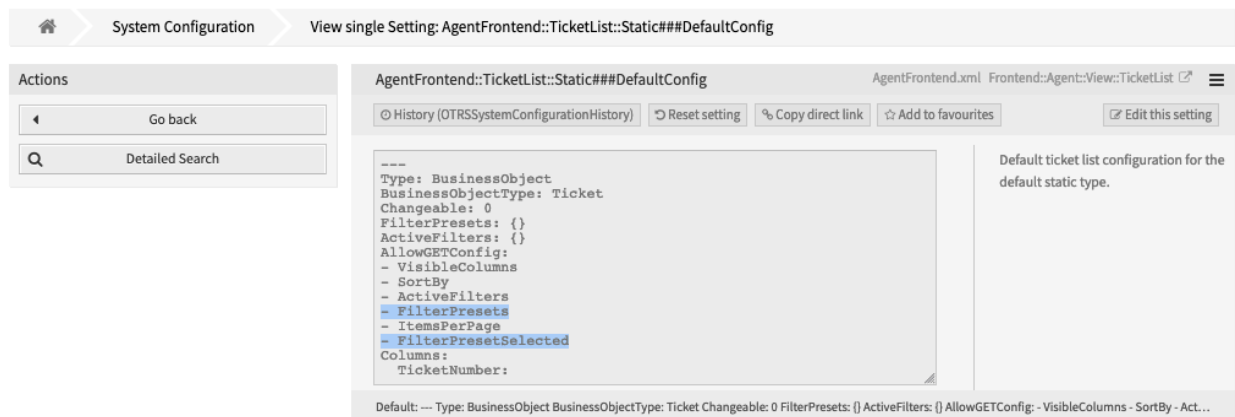 System Configuration
View single Setting: AgentFrontend::TicketList::Static###DefaultConfig
Actions
Go back
Detailed Search
AgentFrontend::TicketList::Static###DefaultConfig
AgentFrontend.xml Frontend::Agent::View::TicketList
History (OTRSSystemConfigurationHistory)
Reset setting
Copy direct link
Add to favourites
Edit this setting
---
Type: BusinessObject
BusinessObjectType: Ticket
Changeable: 0
FilterPresets: {}
ActiveFilters: {}
AllowGETConfig:
- VisibleColumns
- SortBy
- ActiveFilters
- FilterPresets
- ItemsPerPage
- FilterPresetSelected
Columns:
  TicketNumber:
Default ticket list configuration for the
default static type.
Default: --- Type: BusinessObject BusinessObjectType: Ticket Changeable: 0 FilterPresets: {} ActiveFilters: {} AllowGETConfig: - VisibleColumns - SortBy - Act...